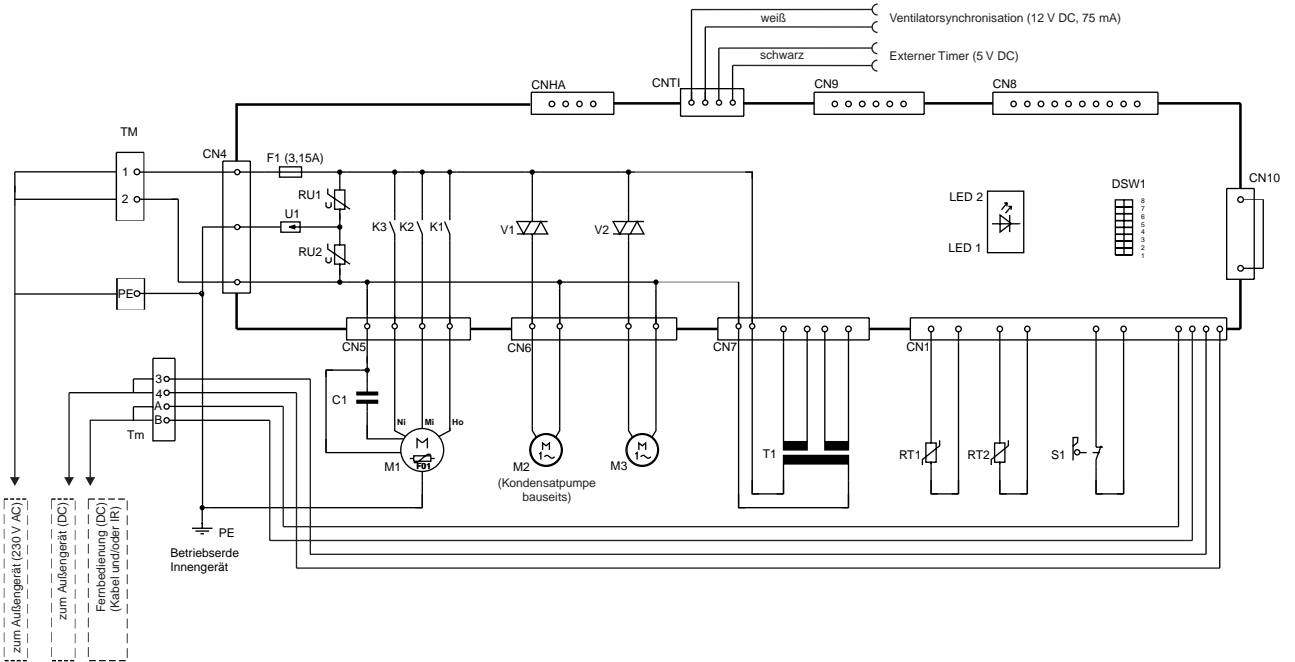 weiß
Ventilatorsynchronisation (12 V DC, 75 mA)
schwarz
Externer Timer (5 V DC)
CNHA
CNTI
CN9
CN8
TM
CN4
F1 (3,15A)
1
2
RU1
U1
RU2
K3
K2
K1
V1
V2
LED 2
LED 1
DSW1
8
7
6
5
4
3
2
1
CN10
PE
CN5
CN6
CN7
CN1
3
4
A
B
Tm
C1
Ni
Mi
Ho
M
F01
M1
M
1~
M2
(Kondensatpumpe
bauseits)
M
1~
M3
T1
RT1
RT2
S1
PE
Betriebserde
Innengerät
zum Außengerät (230 V AC)
zum Außengerät (DC)
Fernbedienung (DC)
(Kabel und/oder IR)